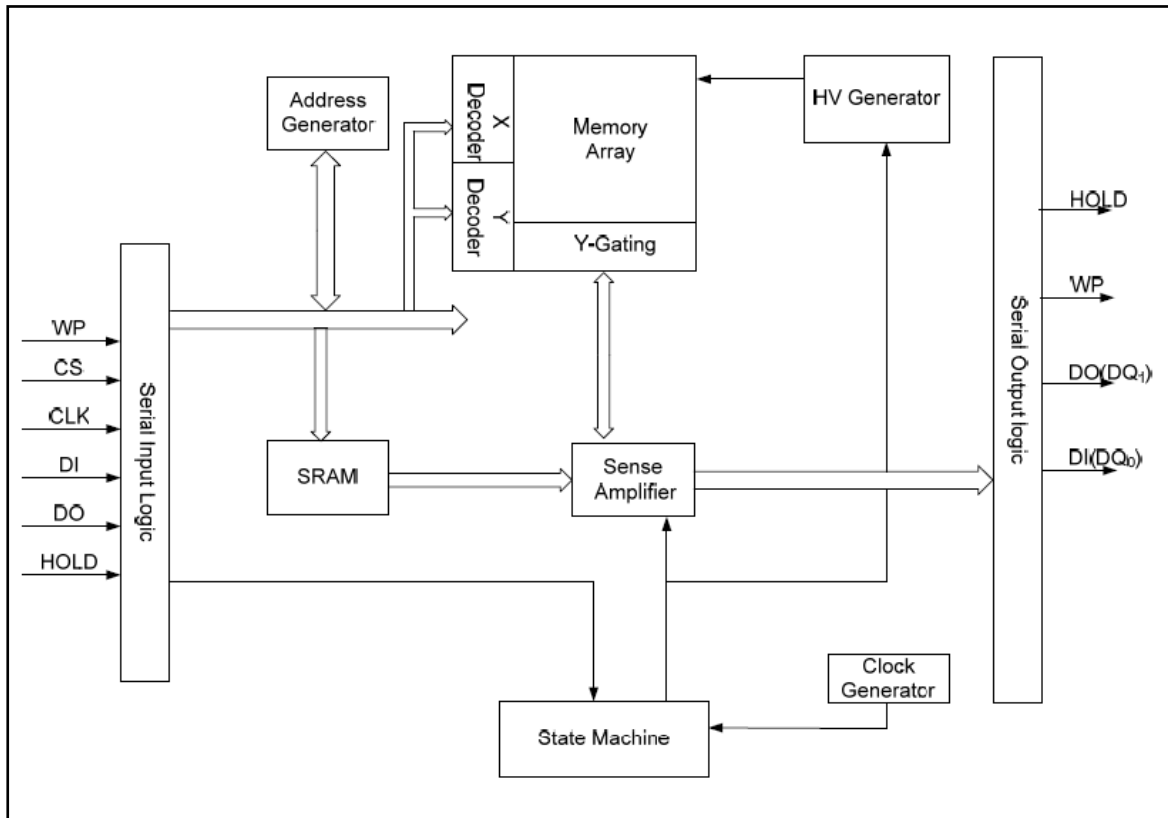 Address
Generator
X
Decoder
Y
Decoder
Memory
Array
Y-Gating
HV Generator
WP
CS
CLK
DI
DO
HOLD
Serial Input Logic
SRAM
Sense
Amplifier
Serial Output logic
HOLD
WP
DO(DQ1)
DI(DQ0)
State Machine
Clock
Generator